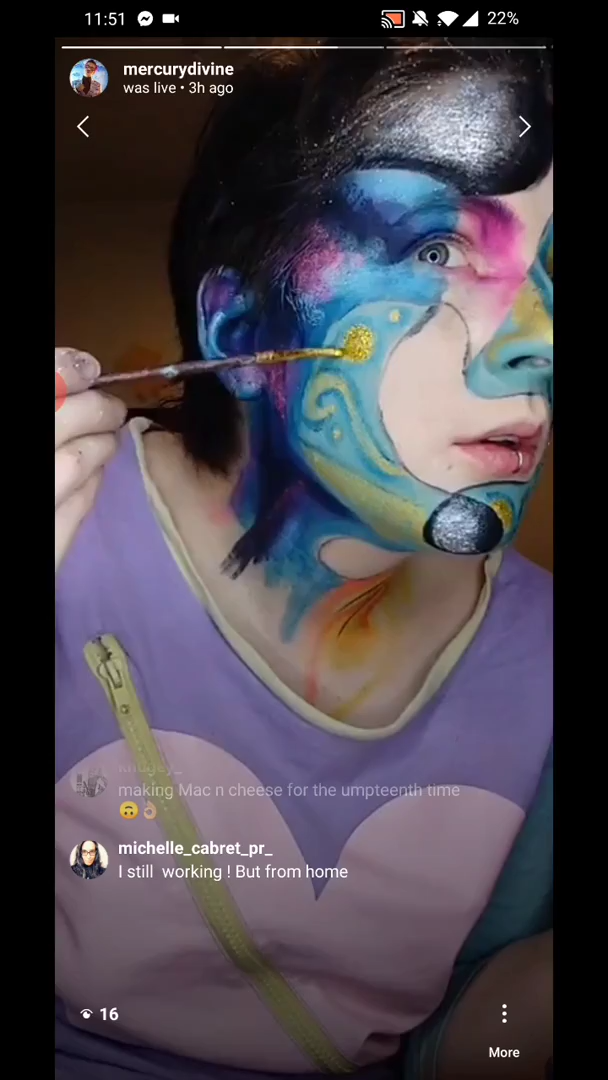 11:51
22%
mercurydivine
was live • 3h ago
making Mac n cheese for the umpteenth time
🙃👌
michelle_cabret_pr_
I still working ! But from home
16
More